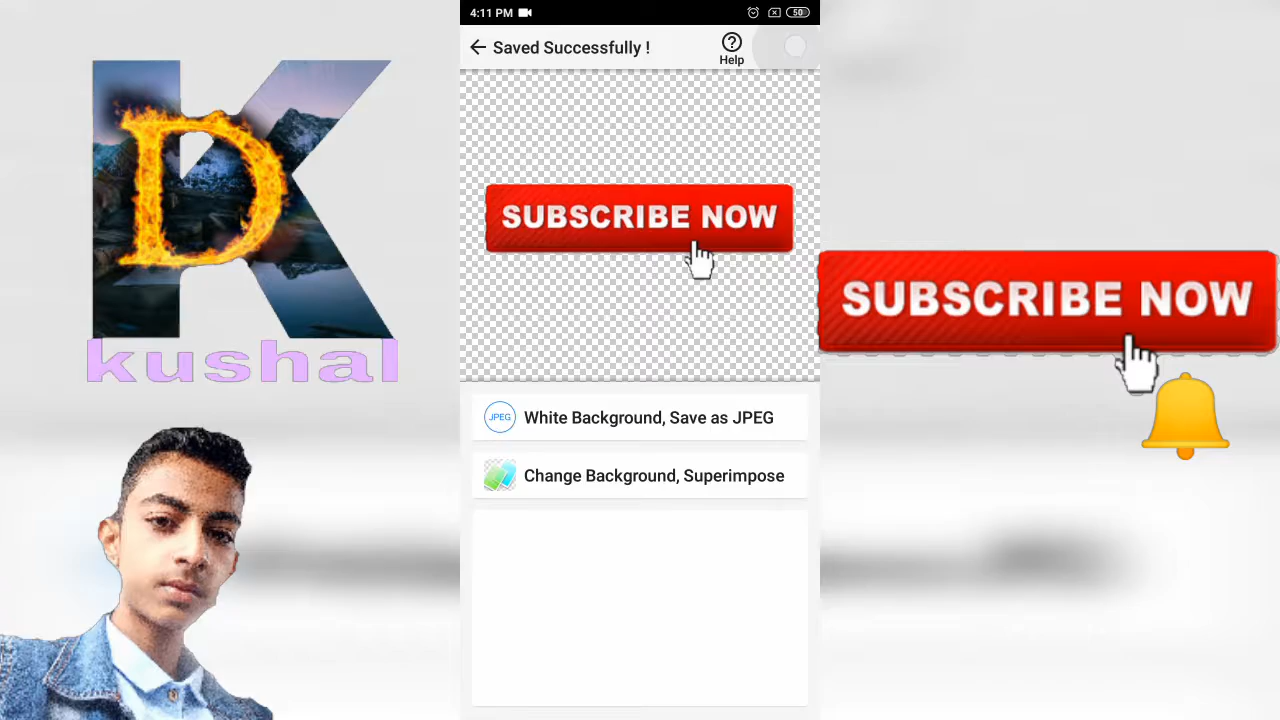 4:11 PM
50
Saved Successfully !
Help
K
D
kushal
SUBSCRIBE NOW
SUBSCRIBE NOW
JPEG
White Background, Save as JPEG
Change Background, Superimpose